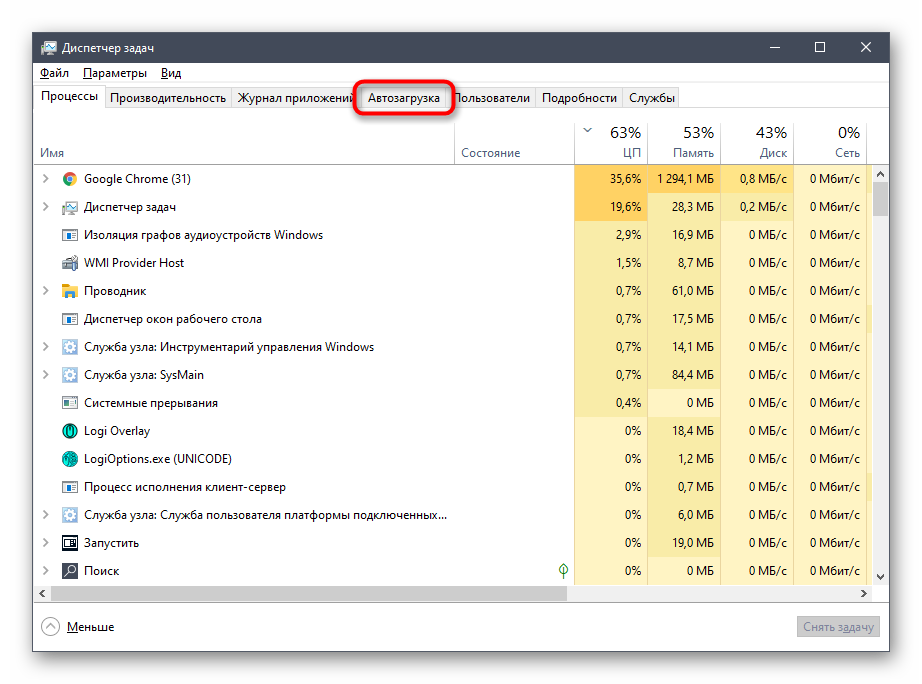 Диспетчер задач
Файл Параметры Вид
Процессы Производительность Журнал приложений Автозагрузка Пользователи Подробности Службы
63% 53% 43% 0%
Имя Состояние ЦП Память Диск Сеть
Google Chrome (31) 35,6% 1 294,1 МБ 0,8 МБ/с 0 Мбит/с
Диспетчер задач 19,6% 28,3 МБ 0,2 МБ/с 0 Мбит/с
Изоляция графов аудиоустройств Windows 2,9% 16,9 МБ 0 МБ/с 0 Мбит/с
WMI Provider Host 1,5% 8,7 МБ 0 МБ/с 0 Мбит/с
Проводник 0,7% 61,0 МБ 0 МБ/с 0 Мбит/с
Диспетчер окон рабочего стола 0,7% 17,5 МБ 0 МБ/с 0 Мбит/с
Служба узла: Инструментарий управления Windows 0,7% 14,1 МБ 0 МБ/с 0 Мбит/с
Служба узла: SysMain 0,7% 84,4 МБ 0 МБ/с 0 Мбит/с
Системные прерывания 0,4% 0 МБ 0 МБ/с 0 Мбит/с
Logi Overlay 0% 18,4 МБ 0 МБ/с 0 Мбит/с
LogiOptions.exe (UNICODE) 0% 1,2 МБ 0 МБ/с 0 Мбит/с
Процесс исполнения клиент-сервер 0% 0,7 МБ 0 МБ/с 0 Мбит/с
Служба узла: Служба пользователя платформы подключенных... 0% 6,0 МБ 0 МБ/с 0 Мбит/с
Запустить 0% 19,0 МБ 0 МБ/с 0 Мбит/с
Поиск 0% 0 МБ 0 МБ/с 0 Мбит/с
Меньше Снять задачу